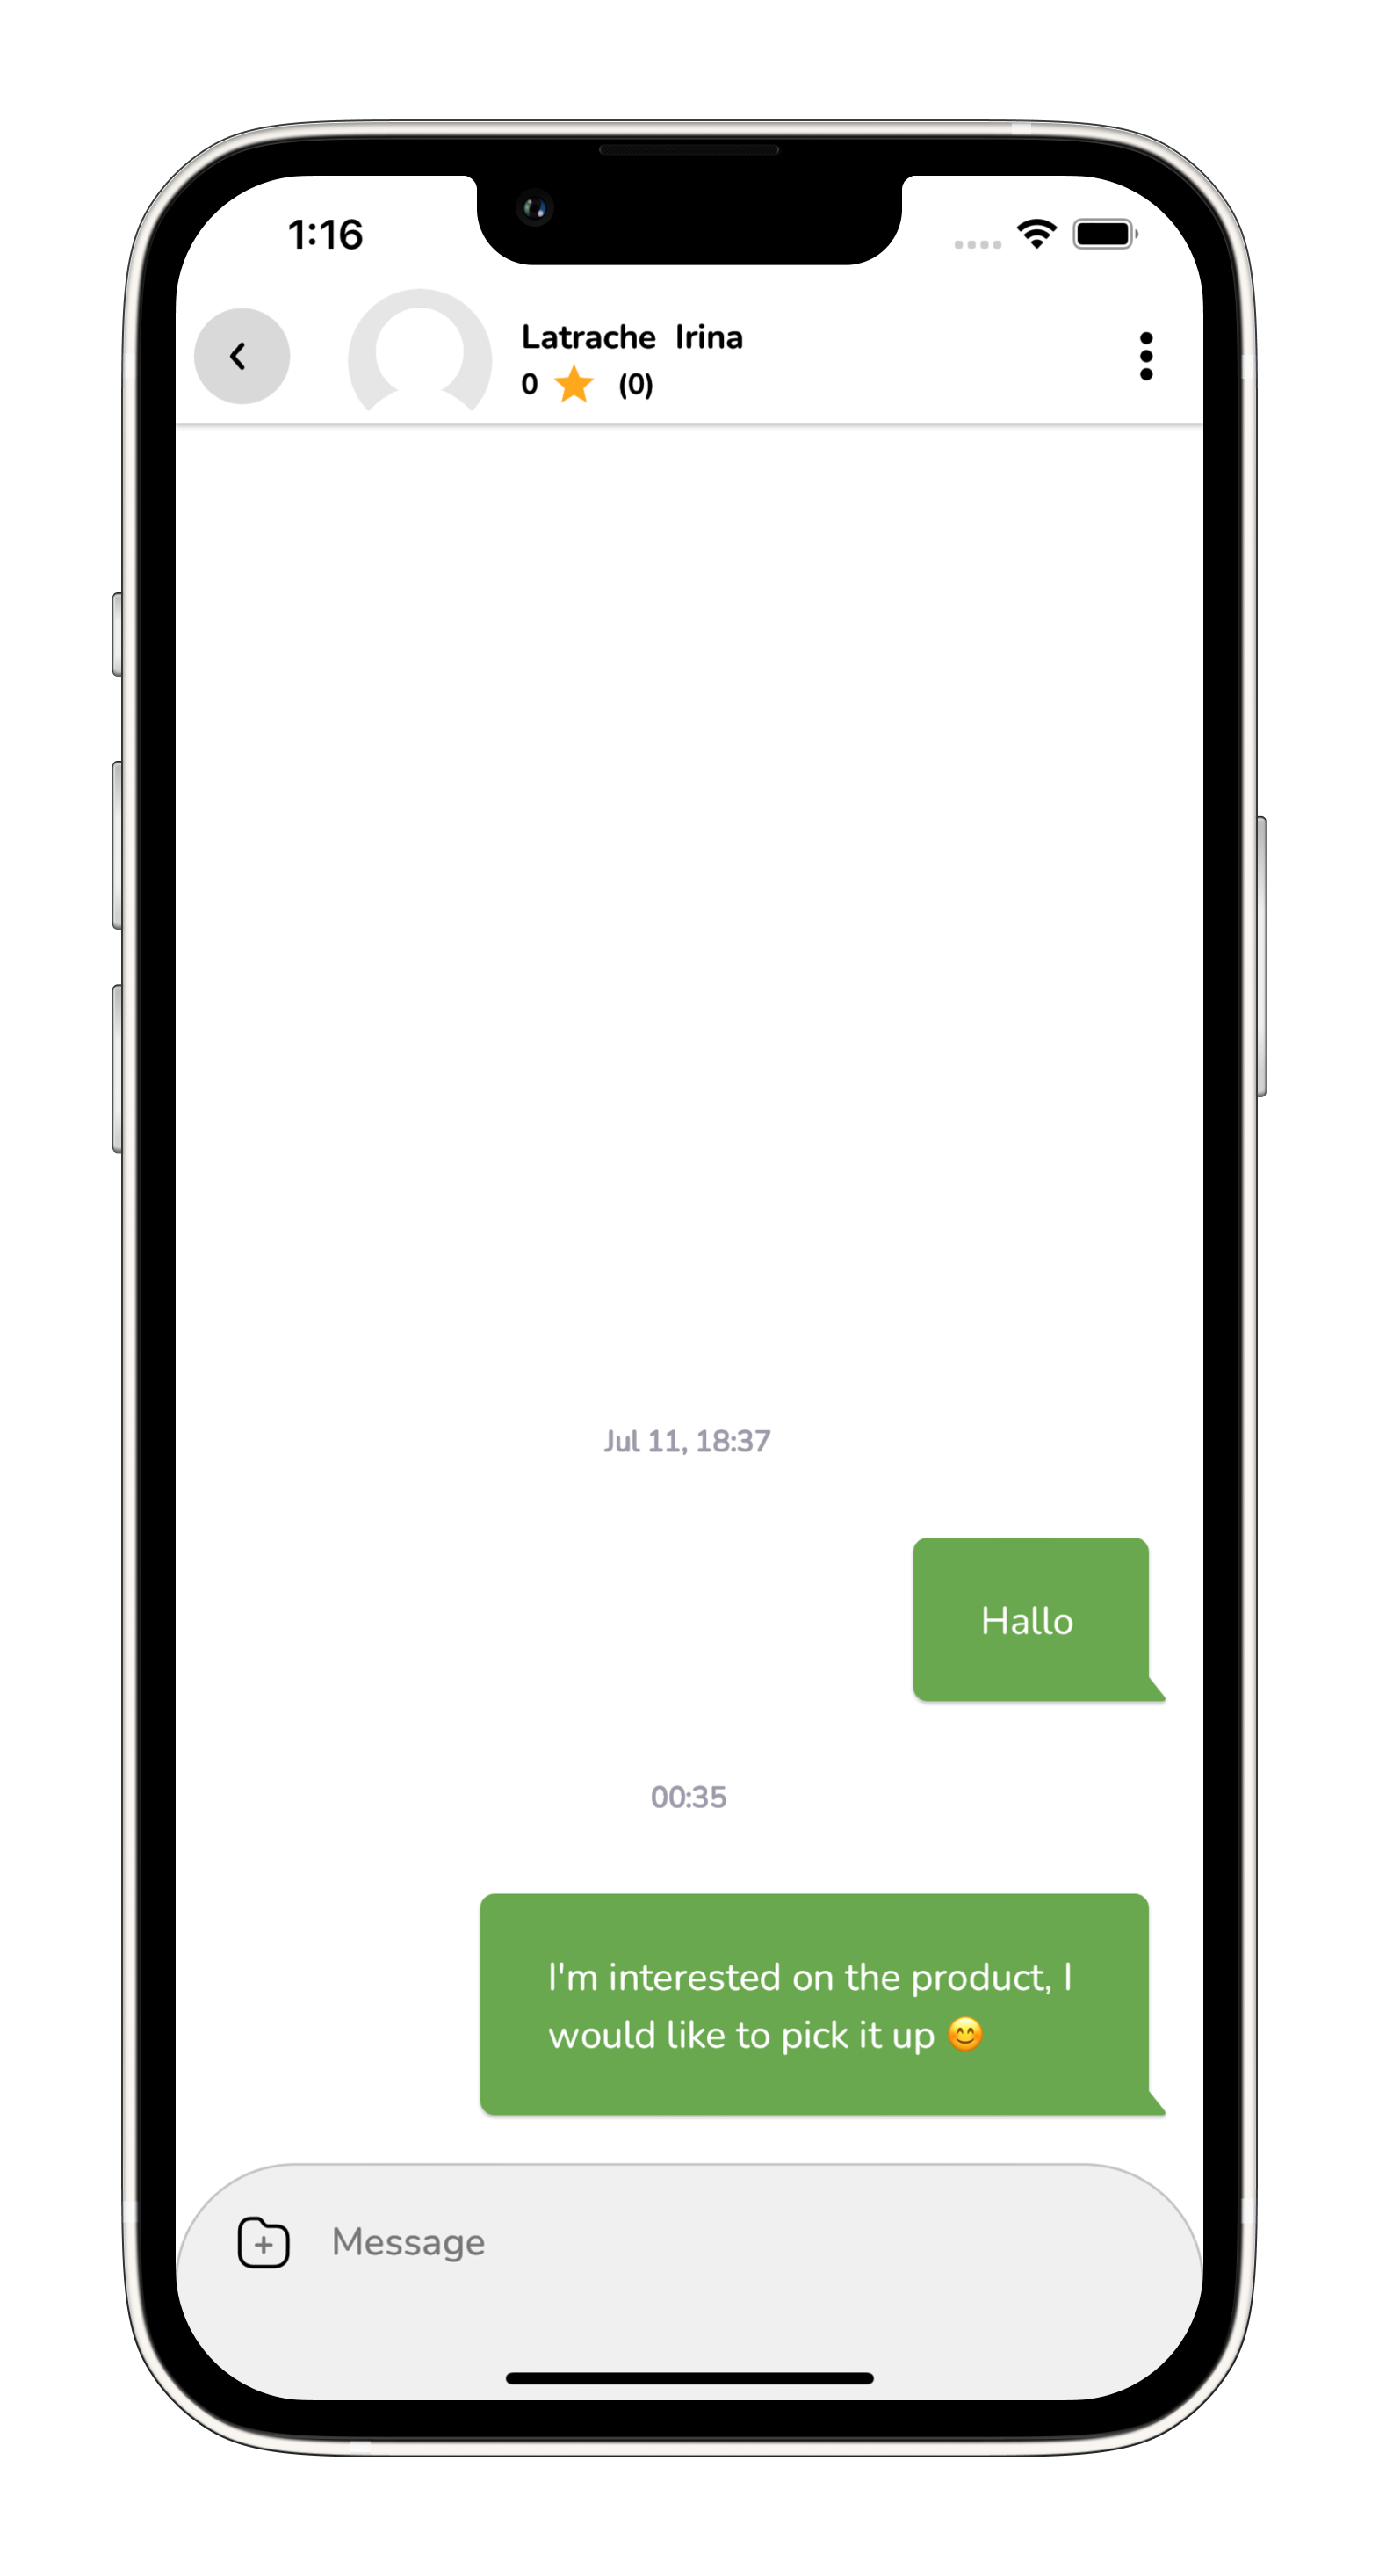 1:16
Latrache Irina
0 (0)
Jul 11, 18:37
Hallo
00:35
I'm interested on the product, I
would like to pick it up 😊
Message